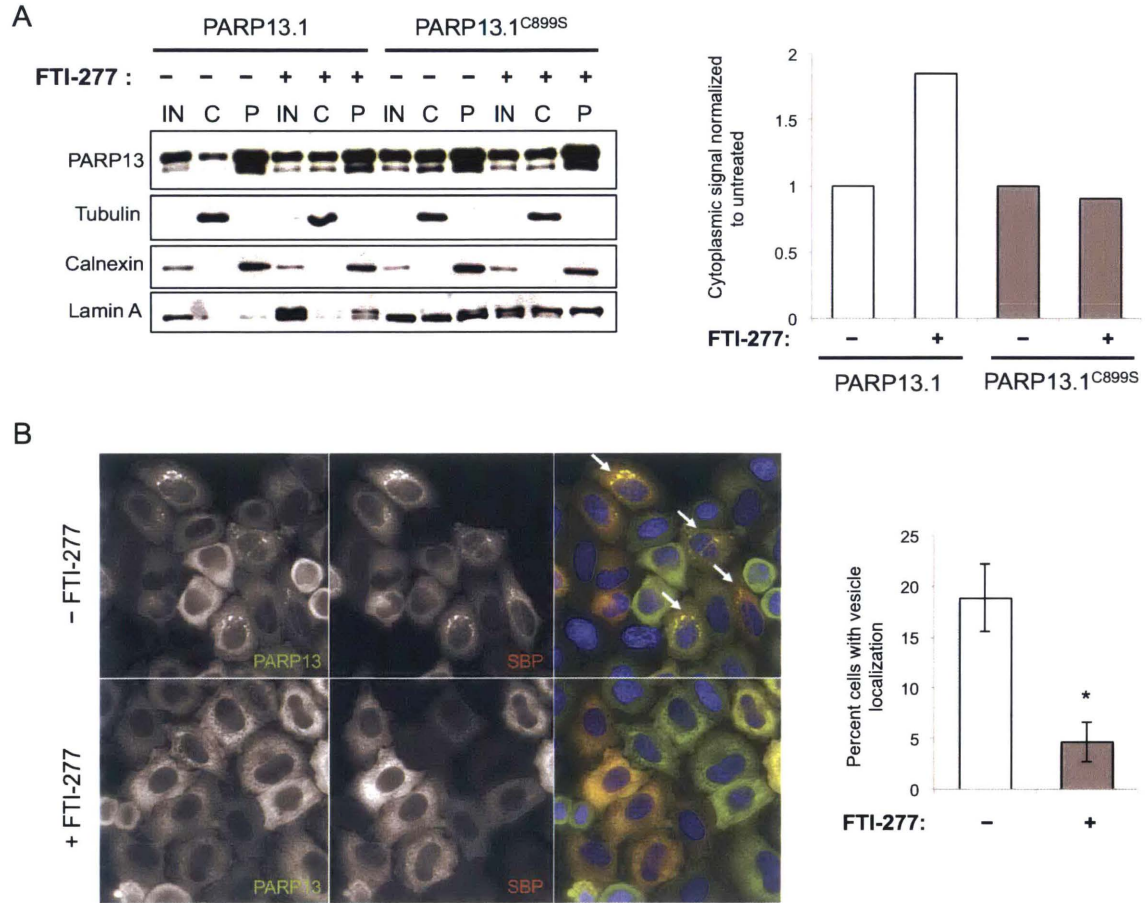 A
PARP13.1 PARP13.1C899S
FTI-277 : – – – + + + – – – + + +
IN C P IN C P IN C P IN C P
PARP13
Tubulin
Calnexin
Lamin A
Cytoplasmic signal normalized
to untreated
2
1.5
1
0.5
0
FTI-277: – + – +
PARP13.1 PARP13.1C899S
B
– FTI-277
PARP13 SBP
+ FTI-277
PARP13 SBP
Percent cells with vesicle
localization
25
20
15
10
5
0
*
FTI-277: – +